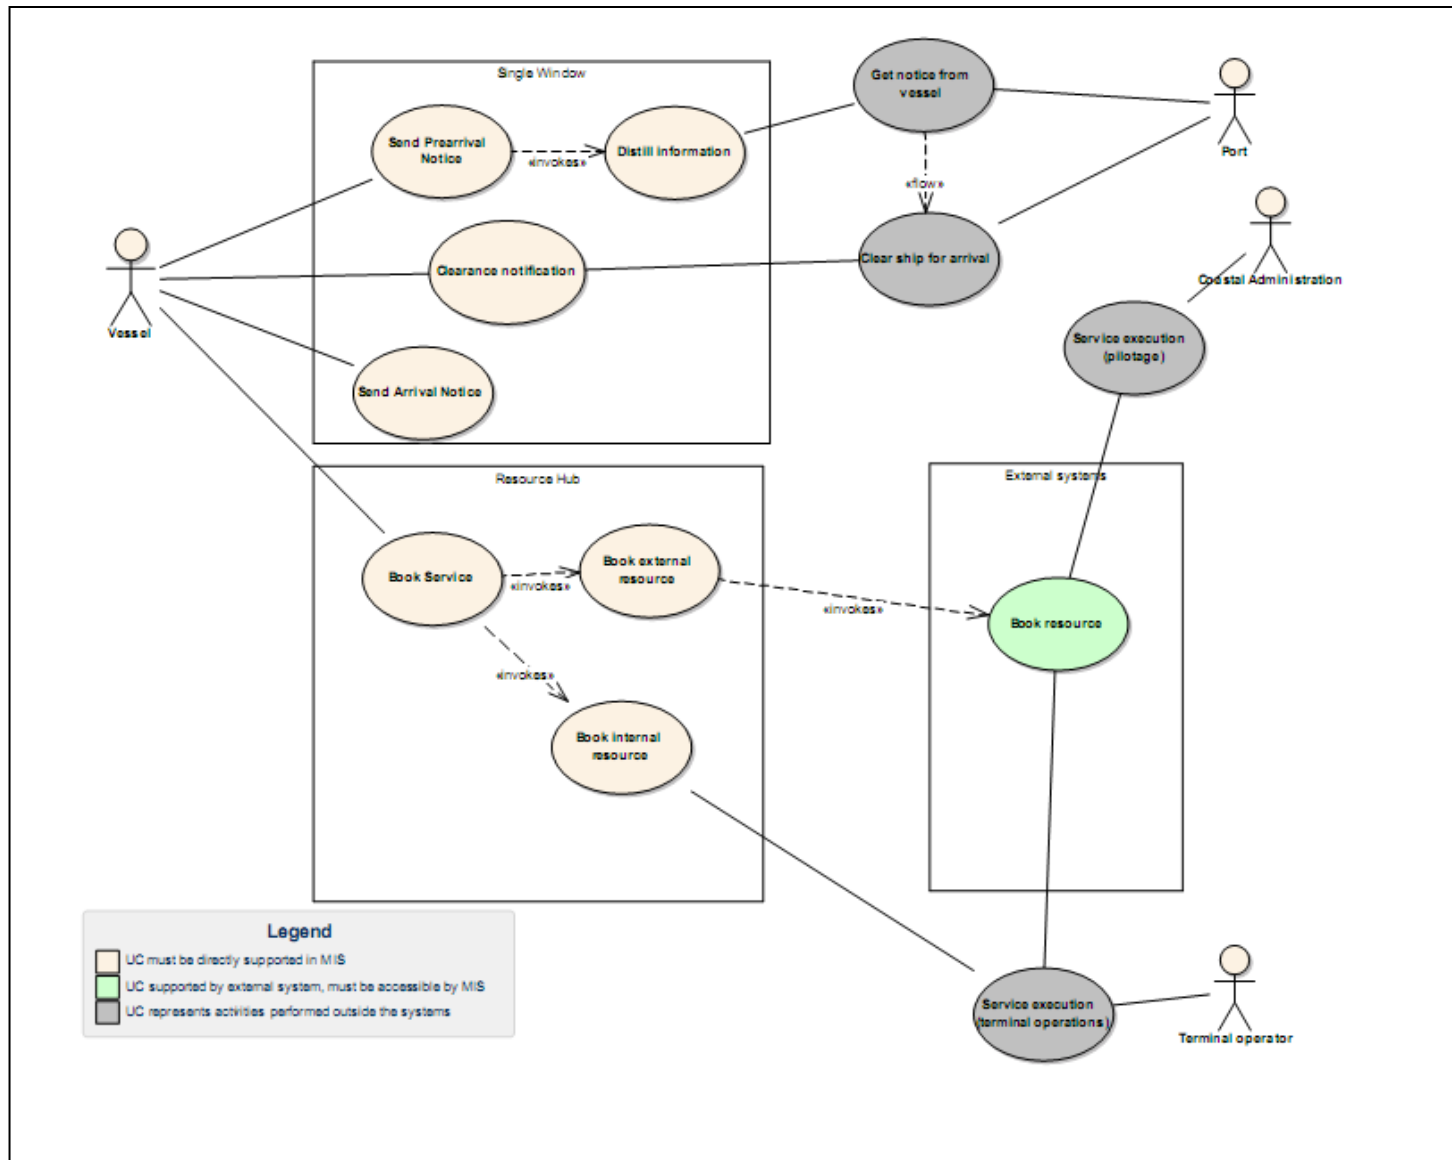 Single Window
Get notice from
vessel
Send Prearrival
Notice
«invokes»
Distill information
Port
«flow»
Clearance notification
Clear ship for arrival
Coastal Administration
Vessel
Service execution
(pilotage)
Send Arrival Notice
Resource Hub
External systems
Book Service
«invokes»
Book external
resource
«invokes»
Book resource
«invokes»
Book internal
resource
Legend
UC must be directly supported in MIS
UC supported by external system, must be accessible by MIS
UC represents activities performed outside the systems
Service execution
(terminal operations)
Terminal operator